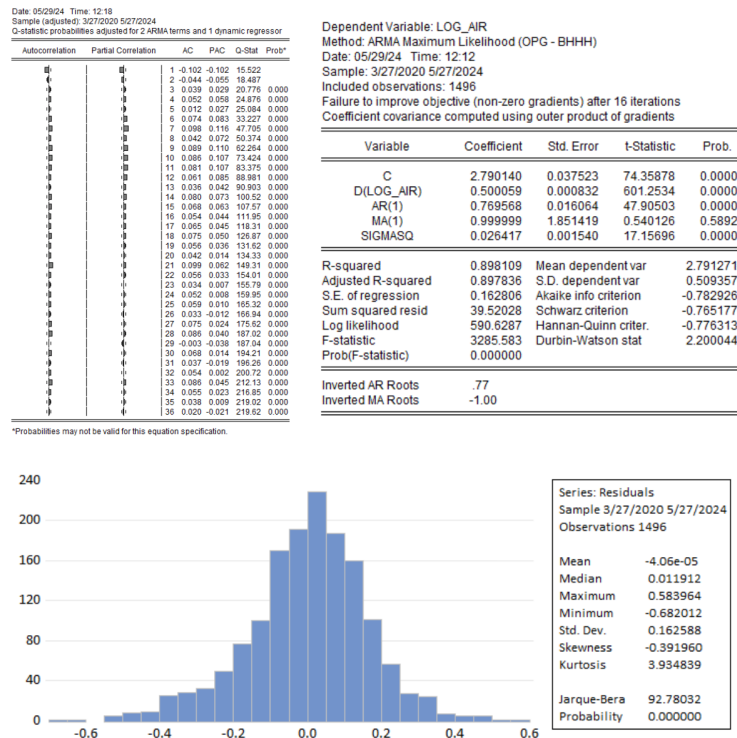 Date: 05/29/24 Time: 12:18
Sample (adjusted): 3/27/2020 5/27/2024
Q-statistic probabilities adjusted for 2 ARMA terms and 1 dynamic regressor
Autocorrelation Partial Correlation AC PAC Q-Stat Prob*
1 -0.102 -0.102 15.522
2 -0.044 -0.055 18.487
3 0.039 0.029 20.776 0.000
4 0.052 0.058 24.876 0.000
5 0.012 0.027 25.084 0.000
6 0.074 0.083 33.227 0.000
7 0.098 0.116 47.705 0.000
8 0.042 0.072 50.374 0.000
9 0.089 0.110 62.264 0.000
10 0.086 0.107 73.424 0.000
11 0.081 0.107 83.375 0.000
12 0.061 0.085 88.981 0.000
13 0.036 0.042 90.903 0.000
14 0.080 0.073 100.52 0.000
15 0.068 0.063 107.57 0.000
16 0.054 0.044 111.95 0.000
17 0.065 0.045 118.31 0.000
18 0.075 0.050 126.87 0.000
19 0.056 0.036 131.62 0.000
20 0.042 0.014 134.33 0.000
21 0.099 0.062 149.31 0.000
22 0.056 0.033 154.01 0.000
23 0.034 0.007 155.79 0.000
24 0.052 0.008 159.95 0.000
25 0.059 0.010 165.32 0.000
26 0.033 -0.012 166.94 0.000
27 0.075 0.024 175.62 0.000
28 0.086 0.040 187.02 0.000
29 -0.003 -0.038 187.04 0.000
30 0.068 0.014 194.21 0.000
31 0.037 -0.019 196.26 0.000
32 0.054 0.002 200.72 0.000
33 0.086 0.045 212.13 0.000
34 0.055 0.023 216.85 0.000
35 0.038 0.009 219.02 0.000
36 0.020 -0.021 219.62 0.000
*Probabilities may not be valid for this equation specification.
Dependent Variable: LOG_AIR
Method: ARMA Maximum Likelihood (OPG - BHHH)
Date: 05/29/24 Time: 12:12
Sample: 3/27/2020 5/27/2024
Included observations: 1496
Failure to improve objective (non-zero gradients) after 16 iterations
Coefficient covariance computed using outer product of gradients
Variable Coefficient Std. Error t-Statistic Prob.
C 2.790140 0.037523 74.35878 0.0000
D(LOG_AIR) 0.500059 0.000832 601.2534 0.0000
AR(1) 0.769568 0.016064 47.90503 0.0000
MA(1) 0.999999 1.851419 0.540126 0.5892
SIGMASQ 0.026417 0.001540 17.15696 0.0000
R-squared 0.898109 Mean dependent var 2.791271
Adjusted R-squared 0.897836 S.D. dependent var 0.509357
S.E. of regression 0.162806 Akaike info criterion -0.782926
Sum squared resid 39.52028 Schwarz criterion -0.765177
Log likelihood 590.6287 Hannan-Quinn criter. -0.776313
F-statistic 3285.583 Durbin-Watson stat 2.200044
Prob(F-statistic) 0.000000
Inverted AR Roots .77
Inverted MA Roots -1.00
240
200
160
120
80
40
0
-0.6 -0.4 -0.2 0.0 0.2 0.4 0.6
Series: Residuals
Sample 3/27/2020 5/27/2024
Observations 1496
Mean -4.06e-05
Median 0.011912
Maximum 0.583964
Minimum -0.682012
Std. Dev. 0.162588
Skewness -0.391960
Kurtosis 3.934839
Jarque-Bera 92.78032
Probability 0.000000